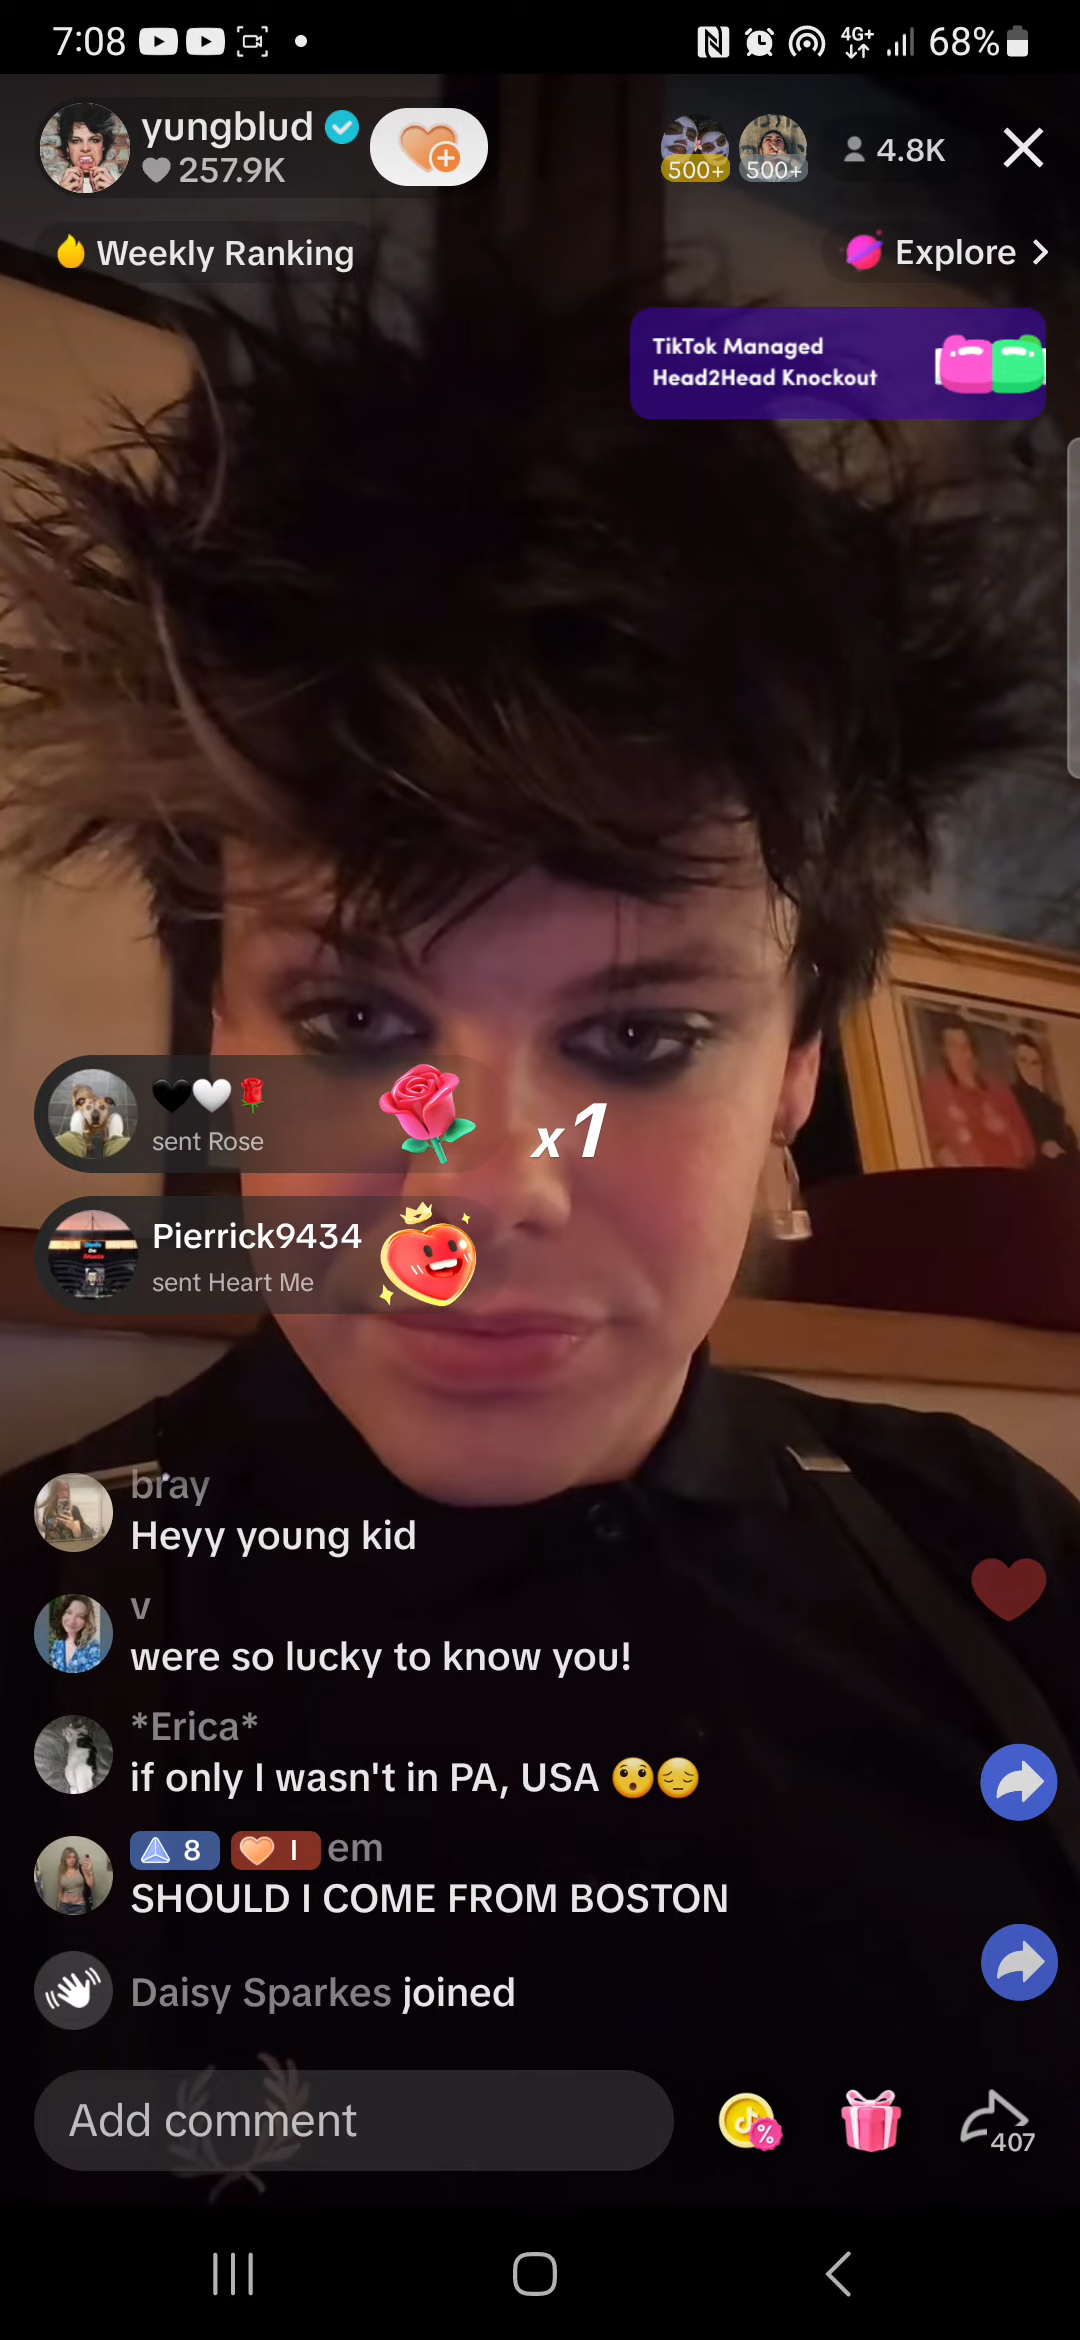 7:08
4G+
68%
yungblud
257.9K
500+
500+
4.8K
Weekly Ranking
Explore
TikTok Managed
Head2Head Knockout
🖤🤍🌹
sent Rose
x1
Pierrick9434
sent Heart Me
bray
Heyy young kid
v
were so lucky to know you!
*Erica*
if only I wasn't in PA, USA 😯😔
8 I em
SHOULD I COME FROM BOSTON
Daisy Sparkes joined
Add comment
%
407